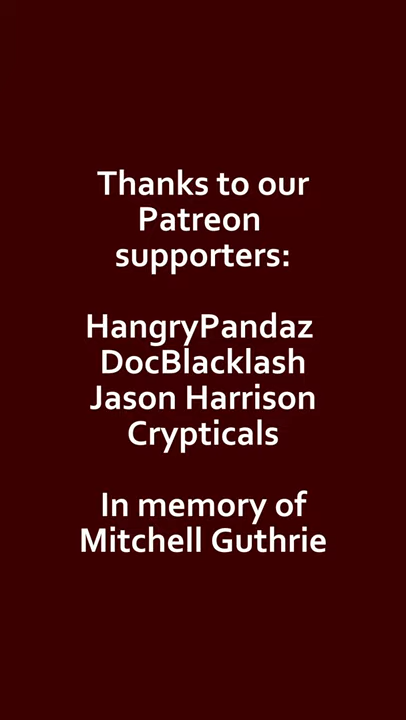 Thanks to our
Patreon
supporters:
HangryPandaz
DocBlacklash
Jason Harrison
Crypticals
In memory of
Mitchell Guthrie